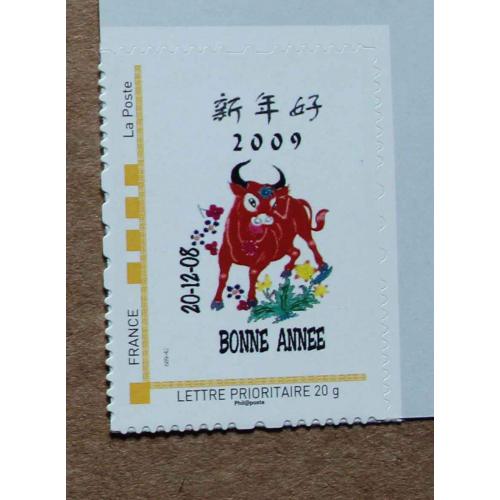 新年好
2009
20-12-08
BONNE ANNEE
La Poste
FRANCE
LETTRE PRIORITAIRE 20 g
Phil@poste